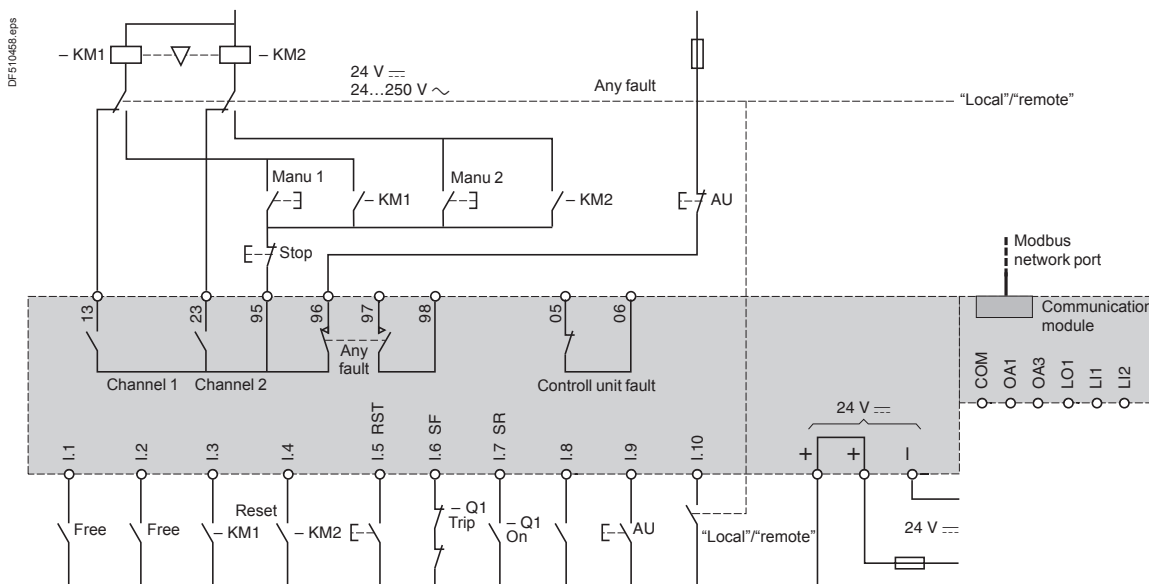 DF510458.eps
– KM1
– KM2
24 V ⎓
24...250 V ∿
Any fault
“Local”/“remote”
Manu 1
– KM1
Manu 2
– KM2
AU
Stop
Modbus
network port
13
23
95
96
97
98
05
06
Communication
module
Any
fault
Channel 1
Channel 2
Controll unit fault
COM
OA1
OA3
LO1
LI1
LI2
24 V ⎓
I.1
I.2
I.3
I.4
I.5 RST
I.6 SF
I.7 SR
I.8
I.9
I.10
+
+
I
Free
Free
– KM1
Reset
– KM2
– Q1
Trip
– Q1
On
AU
“Local”/“remote”
24 V ⎓